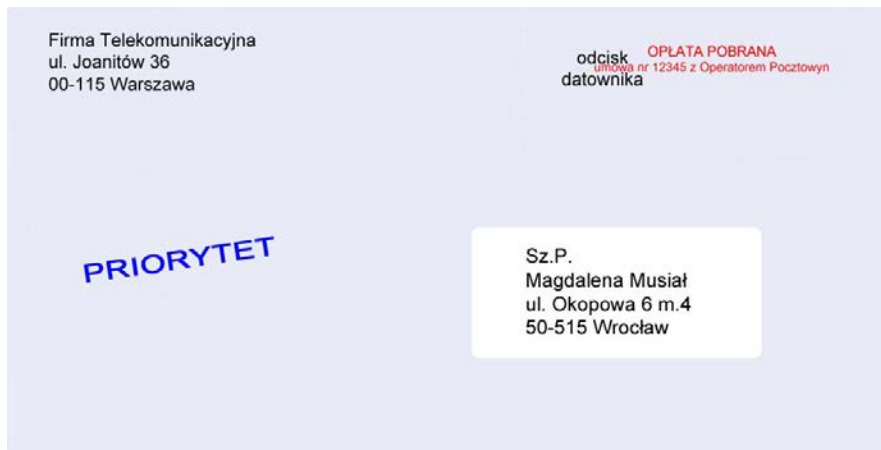 Firma Telekomunikacyjna
ul. Joanitów 36
00-115 Warszawa
odcisk
datownika
OPŁATA POBRANA
umowa nr 12345 z Operatorem Pocztowyn
PRIORYTET
Sz.P.
Magdalena Musiał
ul. Okopowa 6 m.4
50-515 Wrocław